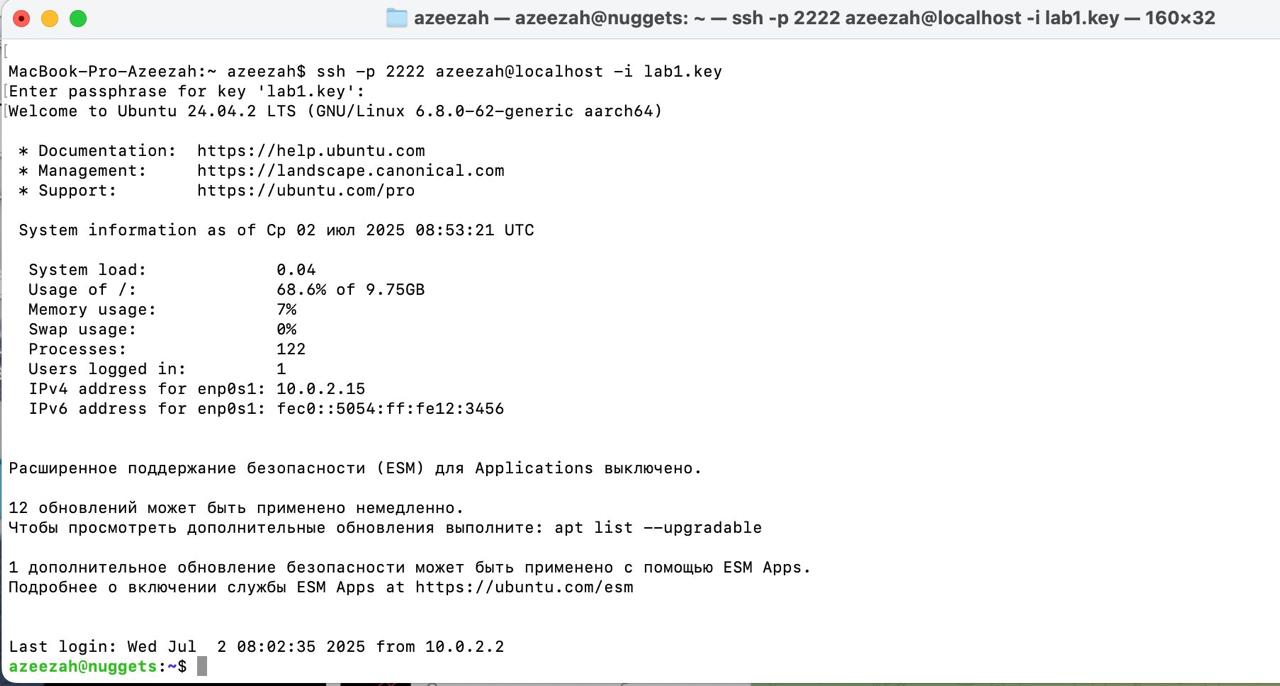 azeezah — azeezah@nuggets: ~ — ssh -p 2222 azeezah@localhost -i lab1.key — 160×32
[
MacBook-Pro-Azeezah:~ azeezah$ ssh -p 2222 azeezah@localhost -i lab1.key
[Enter passphrase for key 'lab1.key':
[Welcome to Ubuntu 24.04.2 LTS (GNU/Linux 6.8.0-62-generic aarch64)
* Documentation:  https://help.ubuntu.com
* Management:     https://landscape.canonical.com
* Support:        https://ubuntu.com/pro
System information as of Ср 02 июл 2025 08:53:21 UTC
System load:             0.04
Usage of /:              68.6% of 9.75GB
Memory usage:            7%
Swap usage:              0%
Processes:               122
Users logged in:         1
IPv4 address for enp0s1: 10.0.2.15
IPv6 address for enp0s1: fec0::5054:ff:fe12:3456
Расширенное поддержание безопасности (ESM) для Applications выключено.
12 обновлений может быть применено немедленно.
Чтобы просмотреть дополнительные обновления выполните: apt list --upgradable
1 дополнительное обновление безопасности может быть применено с помощью ESM Apps.
Подробнее о включении службы ESM Apps at https://ubuntu.com/esm
Last login: Wed Jul  2 08:02:35 2025 from 10.0.2.2
azeezah@nuggets:~$